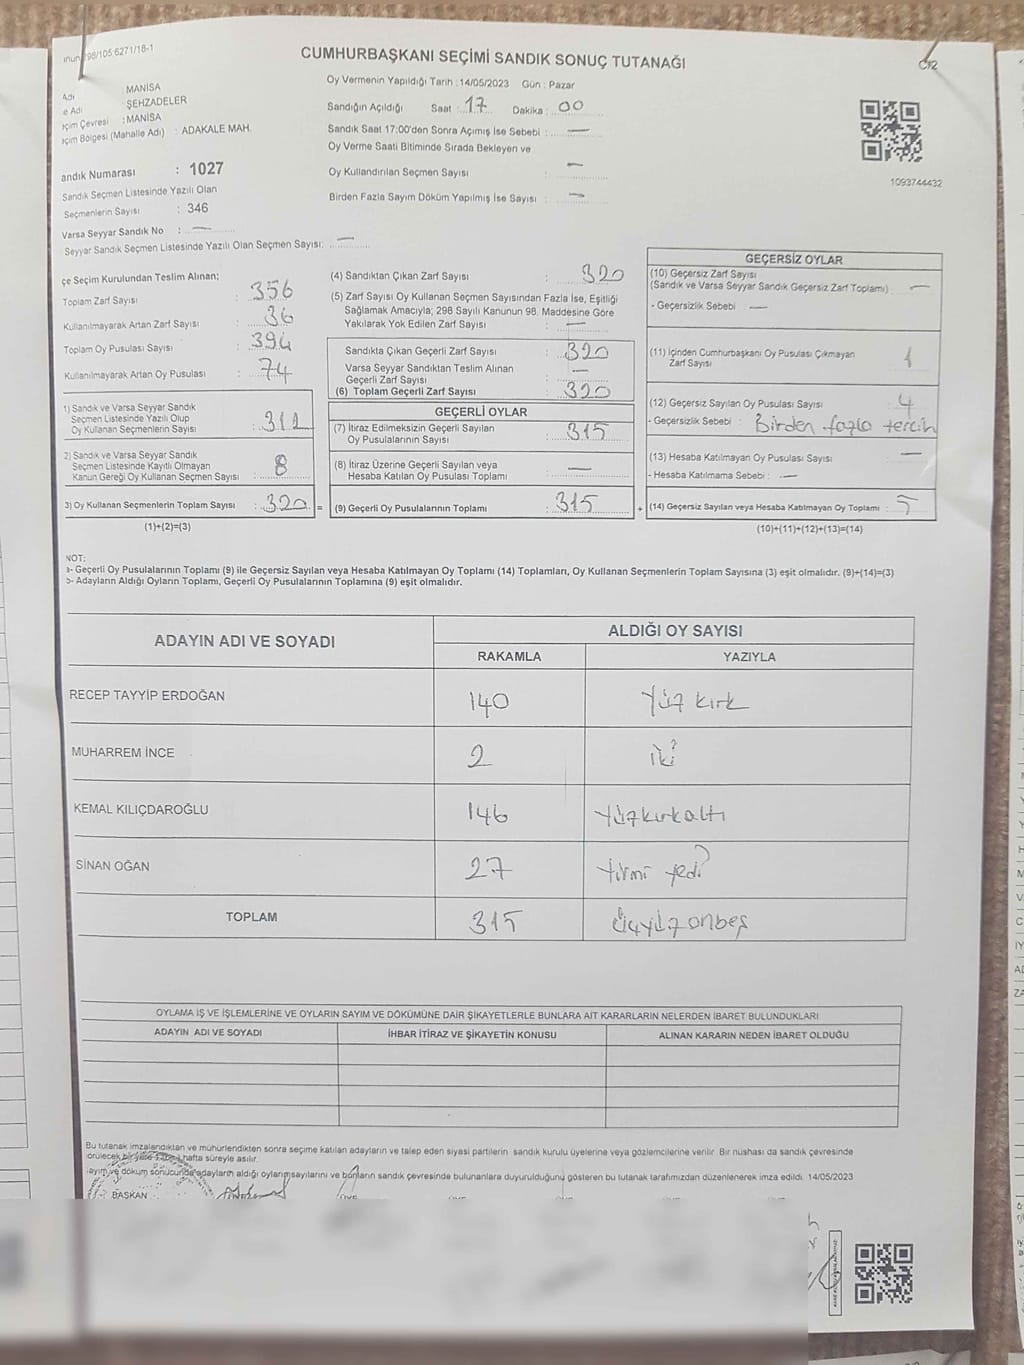 CUMHURBAŞKANI SEÇİMİ SANDIK SONUÇ TUTANAĞI
Oy Vermenin Yapıldığı Tarih : 14/05/2023 Gün : Pazar
Adı : MANİSA
e Adı ŞEHZADELER
çim Çevresi : MANİSA
çim Bölgesi (Mahalle Adı) : ADAKALE MAH.
Sandığın Açıldığı Saat : 17 Dakika : 00
Sandık Saat 17:00'den Sonra Açımış İse Sebebi : —
Oy Verme Saati Bitiminde Sırada Bekleyen ve
Oy Kullandırılan Seçmen Sayısı : —
Birden Fazla Sayım Döküm Yapılmış İse Sayısı : —
1093744432
andık Numarası : 1027
Sandık Seçmen Listesinde Yazılı Olan
Seçmenlerin Sayısı : 346
Varsa Seyyar Sandık No : —
Seyyar Sandık Seçmen Listesinde Yazılı Olan Seçmen Sayısı: —
çe Seçim Kurulundan Teslim Alınan;
Toplam Zarf Sayısı : 356
Kullanılmayarak Artan Zarf Sayısı : 36
Toplam Oy Pusulası Sayısı : 394
Kullanılmayarak Artan Oy Pusulası : 74
1) Sandık ve Varsa Seyyar Sandık
Seçmen Listesinde Yazılı Olup
Oy Kullanan Seçmenlerin Sayısı : 312
2) Sandık ve Varsa Seyyar Sandık
Seçmen Listesinde Kayıtlı Olmayan
Kanun Gereği Oy Kullanan Seçmen Sayısı : 8
3) Oy Kullanan Seçmenlerin Toplam Sayısı : 320 =
(1)+(2)=(3)
(4) Sandıktan Çıkan Zarf Sayısı : 320
(5) Zarf Sayısı Oy Kullanan Seçmen Sayısından Fazla İse, Eşitliği
Sağlamak Amacıyla; 298 Sayılı Kanunun 98. Maddesine Göre
Yakılarak Yok Edilen Zarf Sayısı : —
Sandıkta Çıkan Geçerli Zarf Sayısı : 320
Varsa Seyyar Sandıktan Teslim Alınan
Geçerli Zarf Sayısı : —
(6) Toplam Geçerli Zarf Sayısı : 320
GEÇERLİ OYLAR
(7) İtiraz Edilmeksizin Geçerli Sayılan
Oy Pusulalarının Sayısı : 315
(8) İtiraz Üzerine Geçerli Sayılan veya
Hesaba Katılan Oy Pusulası Toplamı : —
(9) Geçerli Oy Pusulalarının Toplamı : 315 +
GEÇERSİZ OYLAR
(10) Geçersiz Zarf Sayısı
(Sandık ve Varsa Seyyar Sandık Geçersiz Zarf Toplamı) : —
- Geçersizlik Sebebi : —
(11) İçinden Cumhurbaşkanı Oy Pusulası Çıkmayan
Zarf Sayısı 1
(12) Geçersiz Sayılan Oy Pusulası Sayısı : 4
- Geçersizlik Sebebi : Birden fazla tercih
(13) Hesaba Katılmayan Oy Pusulası Sayısı : —
- Hesaba Katılmama Sebebi : —
(14) Geçersiz Sayılan veya Hesaba Katılmayan Oy Toplamı : 5
(10)+(11)+(12)+(13)=(14)
NOT:
a- Geçerli Oy Pusulalarının Toplamı (9) ile Geçersiz Sayılan veya Hesaba Katılmayan Oy Toplamı (14) Toplamları, Oy Kullanan Seçmenlerin Toplam Sayısına (3) eşit olmalıdır. (9)+(14)=(3)
b- Adayların Aldığı Oyların Toplamı, Geçerli Oy Pusulalarının Toplamına (9) eşit olmalıdır.
ADAYIN ADI VE SOYADI ALDIĞI OY SAYISI
RAKAMLA YAZIYLA
RECEP TAYYİP ERDOĞAN 140 Yüz kırk
MUHARREM İNCE 2 iki
KEMAL KILIÇDAROĞLU 146 Yüzkırkaltı
SİNAN OĞAN 27 Yirmi yedi
TOPLAM 315 Üçyüzonbeş
OYLAMA İŞ VE İŞLEMLERİNE VE OYLARIN SAYIM VE DÖKÜMÜNE DAİR ŞİKAYETLERLE BUNLARA AİT KARARLARIN NELERDEN İBARET BULUNDUKLARI
ADAYIN ADI VE SOYADI İHBAR İTİRAZ VE ŞİKAYETİN KONUSU ALINAN KARARIN NEDEN İBARET OLDUĞU
Bu tutanak imzalandıktan ve mühürlendikten sonra seçime katılan adayların ve talep eden siyasi partilerin sandık kurulu üyelerine veya gözlemcilerine verilir. Bir nüshası da sandık çevresinde
hafta süreyle asılır.
ayım ve döküm sonucunda adayların aldığı oyların sayılarını ve bonların sandık çevresinde bulunanlara duyurulduğunu gösteren bu tutanak tarafımızdan düzenlenerek imza edildi. 14/05/2023
BAŞKAN